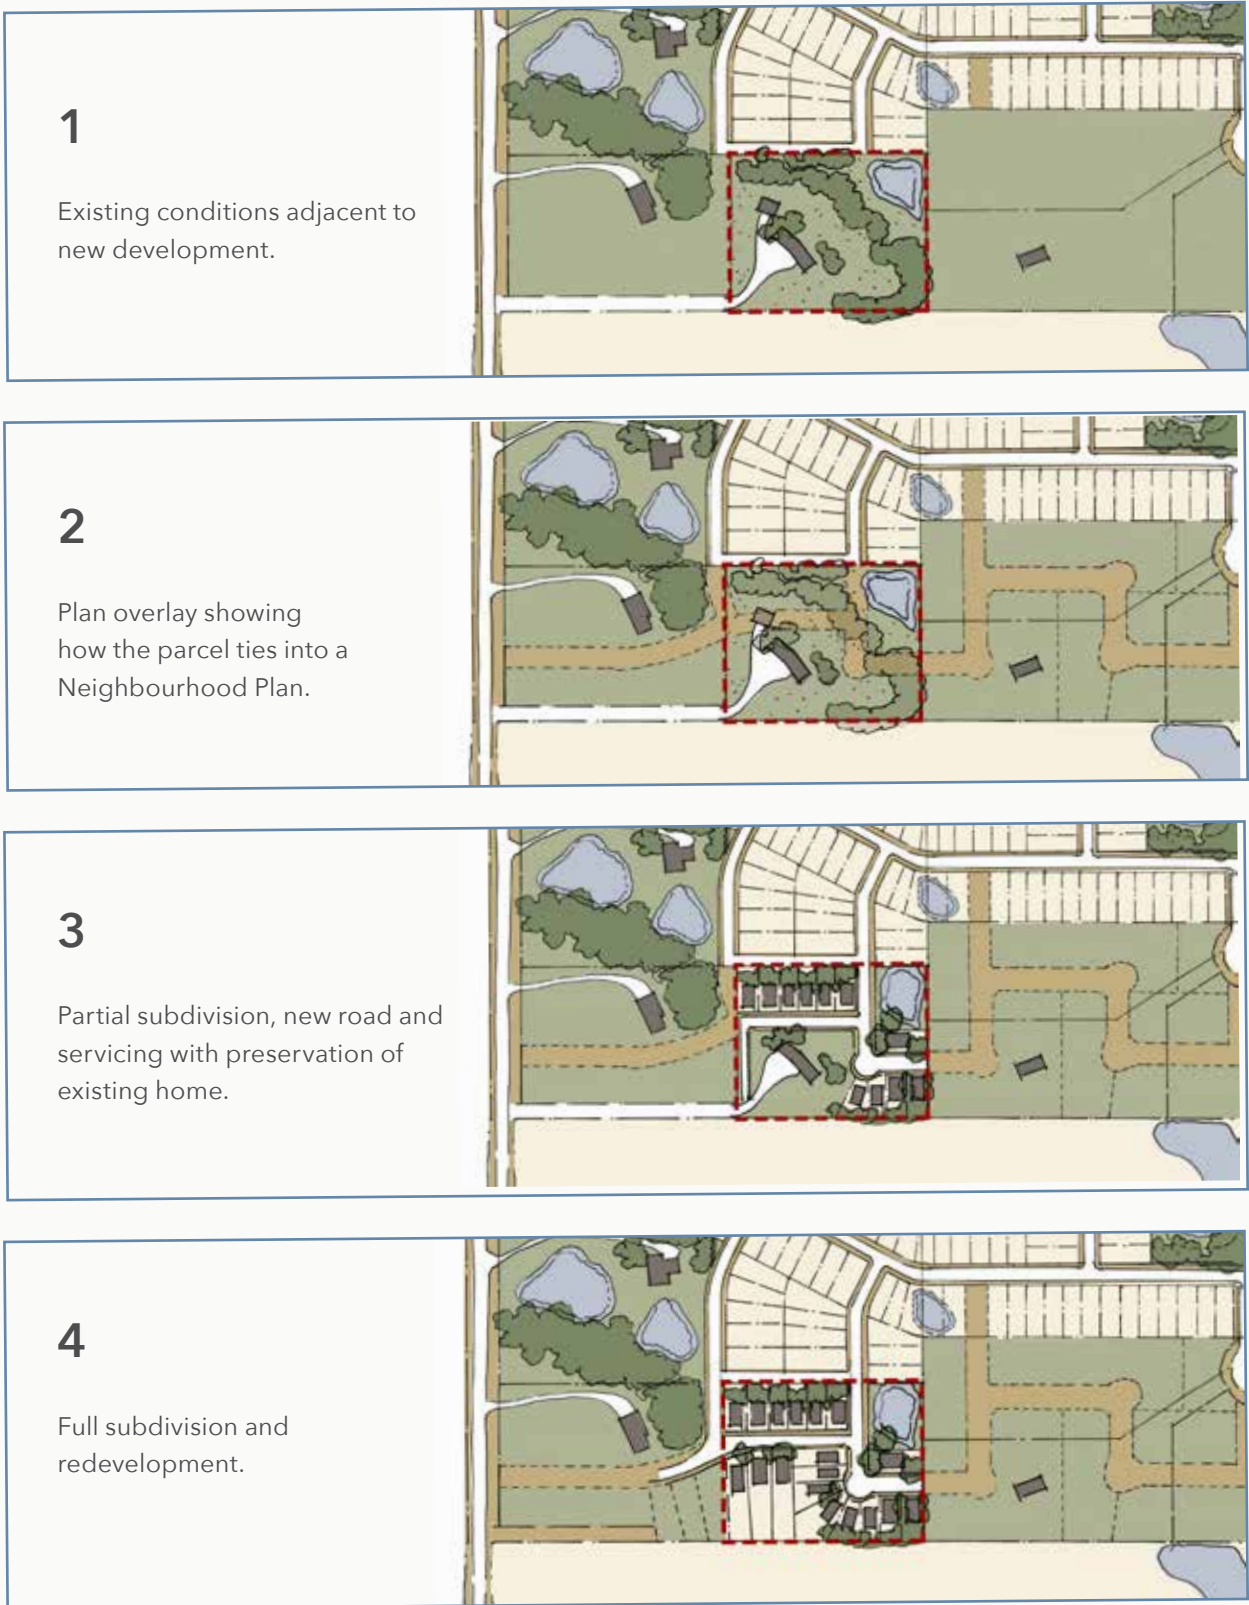 1
Existing conditions adjacent to
new development.
2
Plan overlay showing
how the parcel ties into a
Neighbourhood Plan.
3
Partial subdivision, new road and
servicing with preservation of
existing home.
4
Full subdivision and
redevelopment.